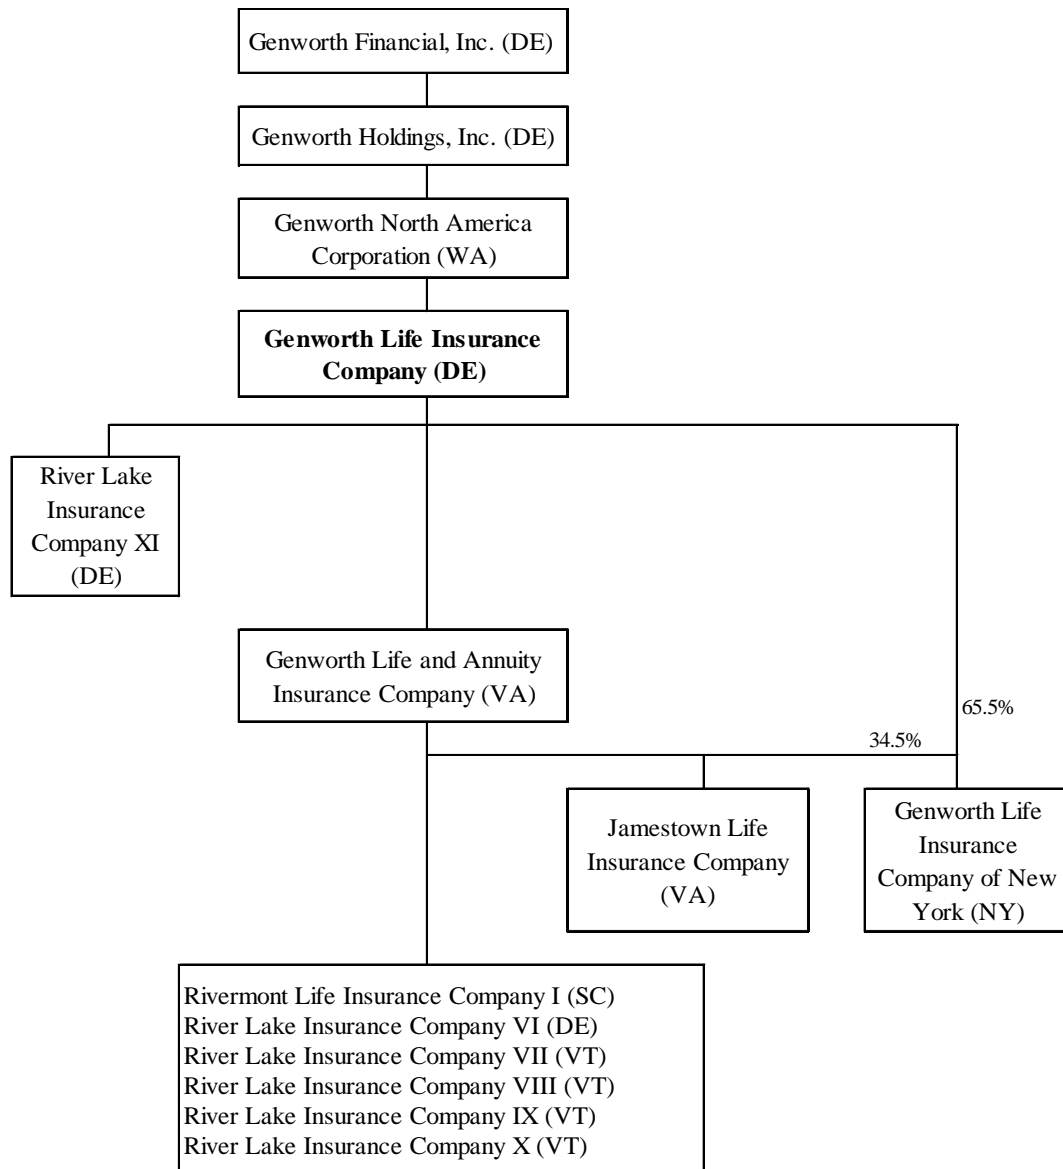 Genworth Financial, Inc. (DE)
Genworth Holdings, Inc. (DE)
Genworth North America
Corporation (WA)
Genworth Life Insurance
Company (DE)
River Lake
Insurance
Company XI
(DE)
Genworth Life and Annuity
Insurance Company (VA)
65.5%
34.5%
Jamestown Life
Insurance Company
(VA)
Genworth Life
Insurance
Company of New
York (NY)
Rivermont Life Insurance Company I (SC)
River Lake Insurance Company VI (DE)
River Lake Insurance Company VII (VT)
River Lake Insurance Company VIII (VT)
River Lake Insurance Company IX (VT)
River Lake Insurance Company X (VT)